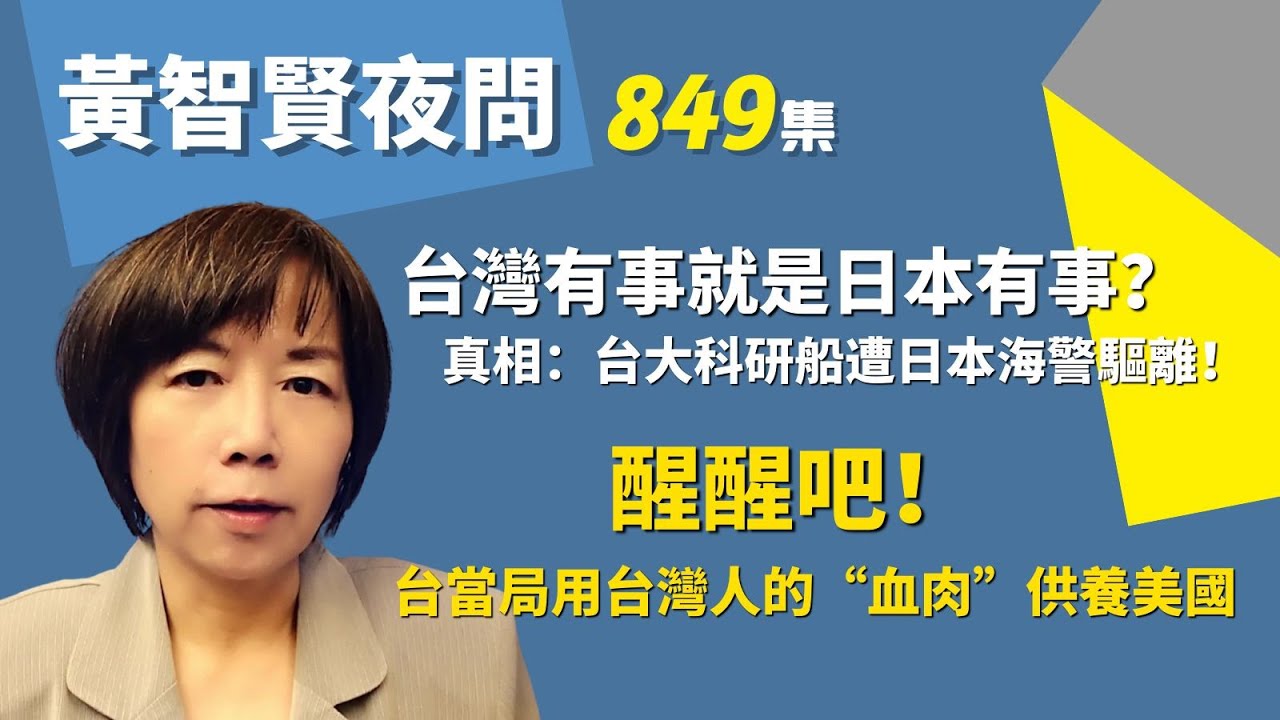 黃智賢夜問 849集
台灣有事就是日本有事？
真相：台大科研船遭日本海警驅離！
醒醒吧！
台當局用台灣人的“血肉”供養美國